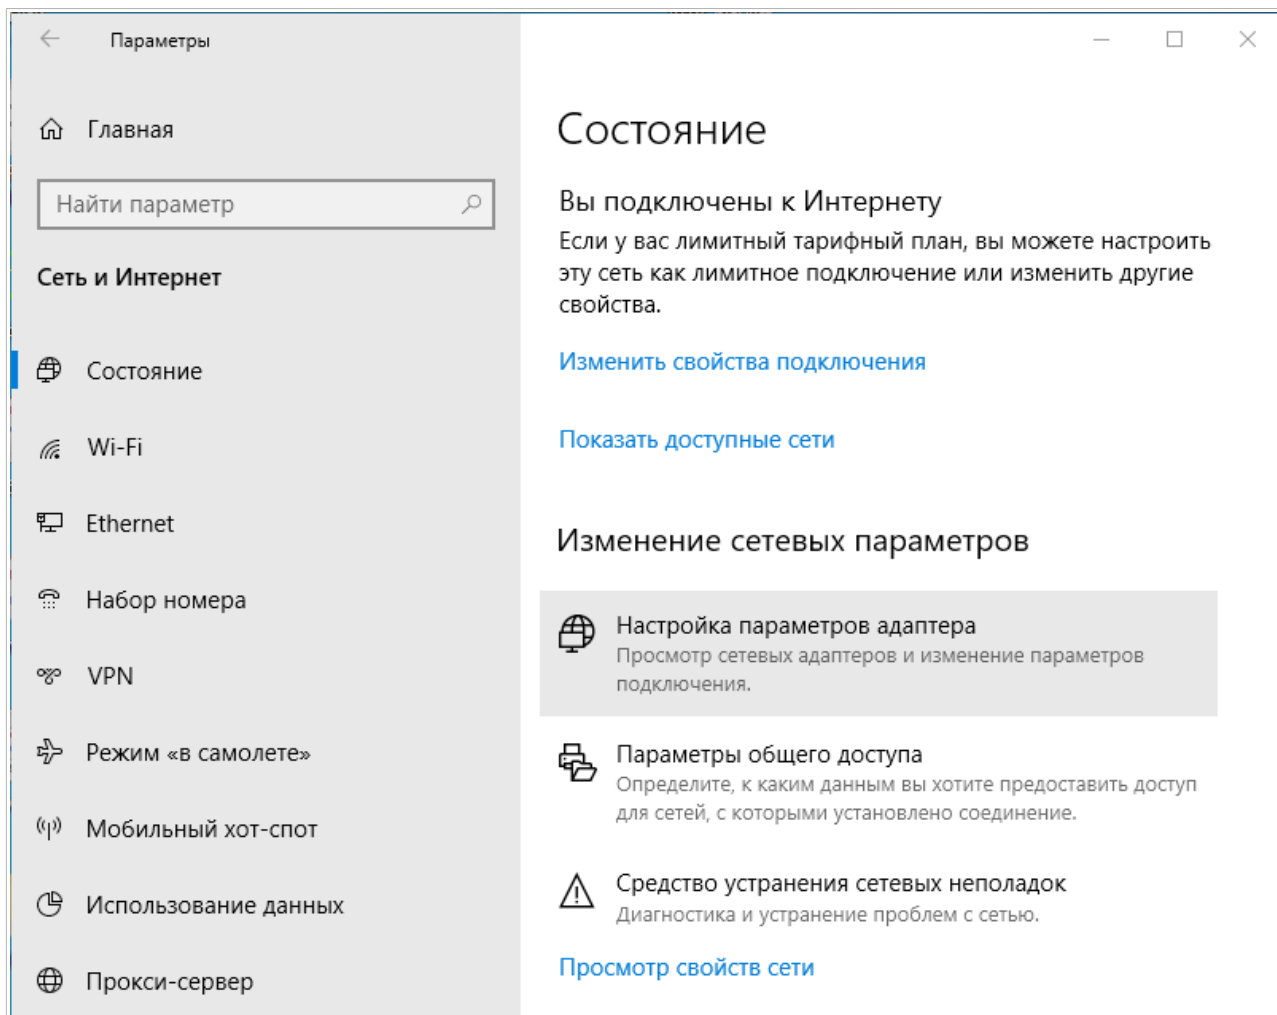 Параметры
Главная
Найти параметр
Сеть и Интернет
Состояние
Wi-Fi
Ethernet
Набор номера
VPN
Режим «в самолете»
Мобильный хот-спот
Использование данных
Прокси-сервер
Состояние
Вы подключены к Интернету
Если у вас лимитный тарифный план, вы можете настроить
эту сеть как лимитное подключение или изменить другие
свойства.
Изменить свойства подключения
Показать доступные сети
Изменение сетевых параметров
Настройка параметров адаптера
Просмотр сетевых адаптеров и изменение параметров
подключения.
Параметры общего доступа
Определите, к каким данным вы хотите предоставить доступ
для сетей, с которыми установлено соединение.
Средство устранения сетевых неполадок
Диагностика и устранение проблем с сетью.
Просмотр свойств сети